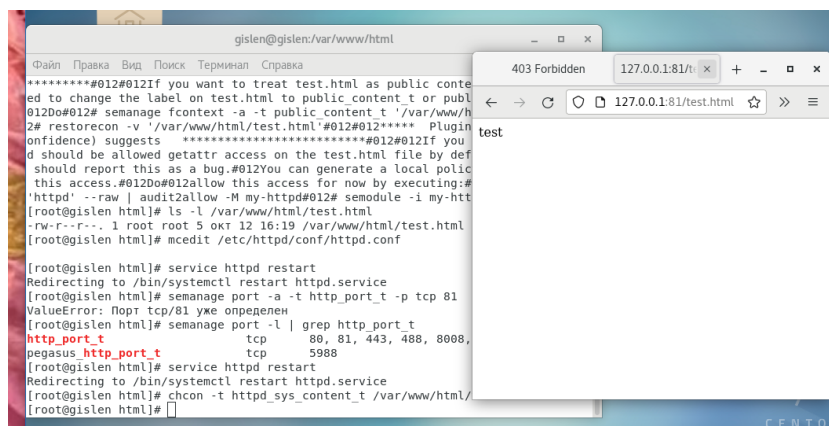 gislen@gislen:/var/www/html
Файл Правка Вид Поиск Терминал Справка
*********#012#012If you want to treat test.html as public conte
ed to change the label on test.html to public_content_t or publ
012Do#012# semanage fcontext -a -t public_content_t '/var/www/h
2# restorecon -v '/var/www/html/test.html'#012#012***** Plugin
onfidence) suggests **************************#012#012If you
d should be allowed getattr access on the test.html file by def
should report this as a bug.#012You can generate a local polic
this access.#012Do#012allow this access for now by executing:#
'httpd' --raw | audit2allow -M my-httpd#012# semodule -i my-htt
[root@gislen html]# ls -l /var/www/html/test.html
-rw-r--r--. 1 root root 5 окт 12 16:19 /var/www/html/test.html
[root@gislen html]# mcedit /etc/httpd/conf/httpd.conf
[root@gislen html]# service httpd restart
Redirecting to /bin/systemctl restart httpd.service
[root@gislen html]# semanage port -a -t http_port_t -p tcp 81
ValueError: Порт tcp/81 уже определен
[root@gislen html]# semanage port -l | grep http_port_t
http_port_t tcp 80, 81, 443, 488, 8008,
pegasus_http_port_t tcp 5988
[root@gislen html]# service httpd restart
Redirecting to /bin/systemctl restart httpd.service
[root@gislen html]# chcon -t httpd_sys_content_t /var/www/html/
[root@gislen html]#
403 Forbidden
127.0.0.1:81/te
127.0.0.1:81/test.html
test
CENTO